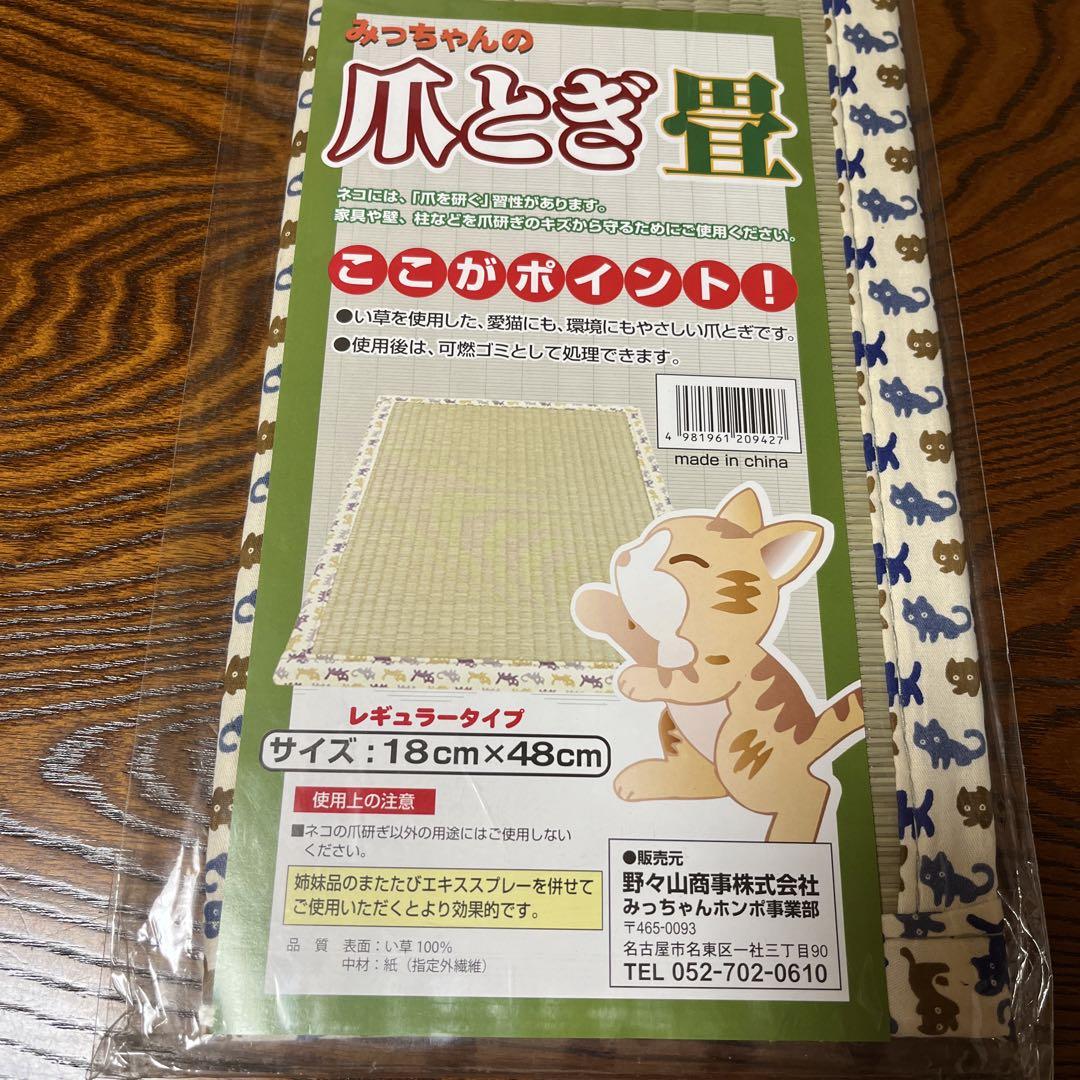 みっちゃんの
爪とぎ畳
ネコには、「爪を研ぐ」習性があります。
家具や壁、柱などを爪研ぎのキズから守るためにご使用ください。
ここがポイント!
●い草を使用した、愛猫にも、環境にもやさしい爪とぎです。
●使用後は、可燃ゴミとして処理できます。
4 981961 209427
made in china
レギュラータイプ
サイズ:18cm×48cm
使用上の注意
■ネコの爪研ぎ以外の用途にはご使用しない
ください。
姉妹品のまたたびエキススプレーを併せて
ご使用いただくとより効果的です。
品 質 表面:い草100%
中材:紙(指定外繊維)
●販売元
野々山商事株式会社
みっちゃんホンポ事業部
〒465-0093
名古屋市名東区一社三丁目90
TEL 052-702-0610